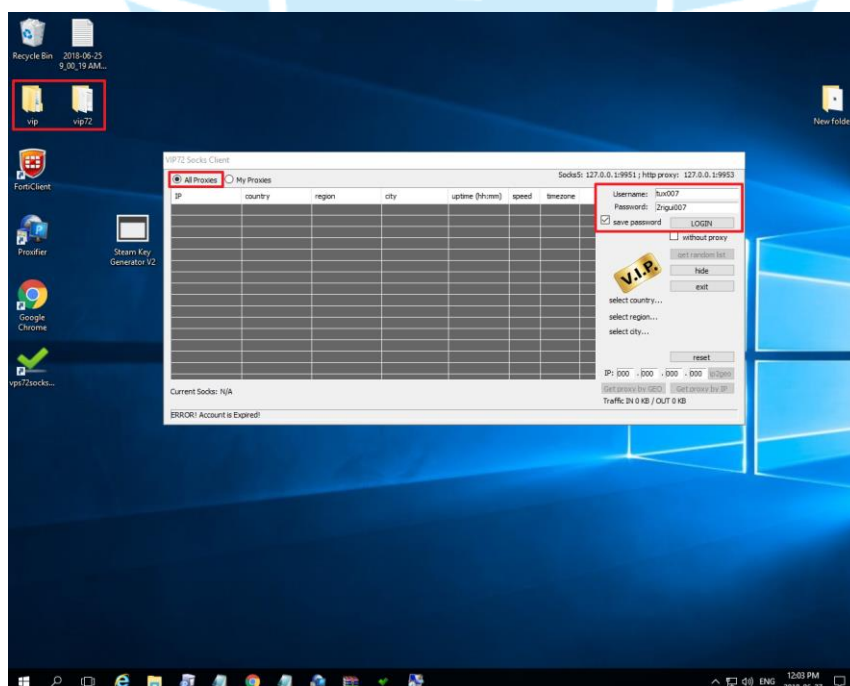 Recycle Bin
2018-06-25
9_00_19 AM...
vip
vip72
New folde
FortiClient
Proxifier
Steam Key
Generator V2
Google
Chrome
vps72socks...
VIP72 Socks Client
All Proxies
My Proxies
Socks5: 127.0.0.1:9951 ; http proxy: 127.0.0.1:9953
IP country region city uptime (hh:mm) speed timezone
Username: tux007
Password: 2rigui007
save password LOGIN
without proxy
get random list
V.I.P.
hide
exit
select country...
select region...
select city...
reset
IP: 000 . 000 . 000 . 000 ip2geo
Get proxy by GEO Get proxy by IP
Current Socks: N/A
Traffic IN 0 KB / OUT 0 KB
ERROR! Account is Expired!
ENG
12:03 PM